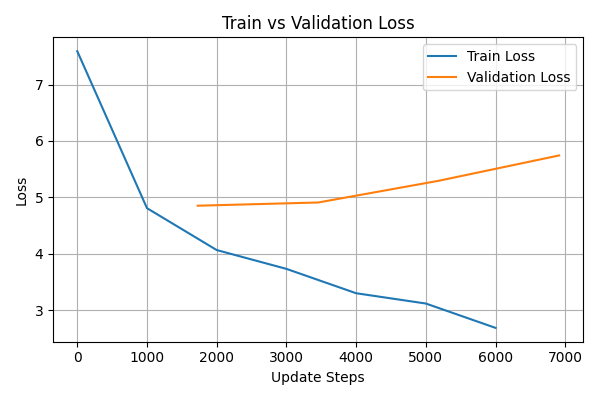 Train vs Validation Loss
Train Loss
Validation Loss
7
6
5
4
3
Loss
0 1000 2000 3000 4000 5000 6000 7000
Update Steps